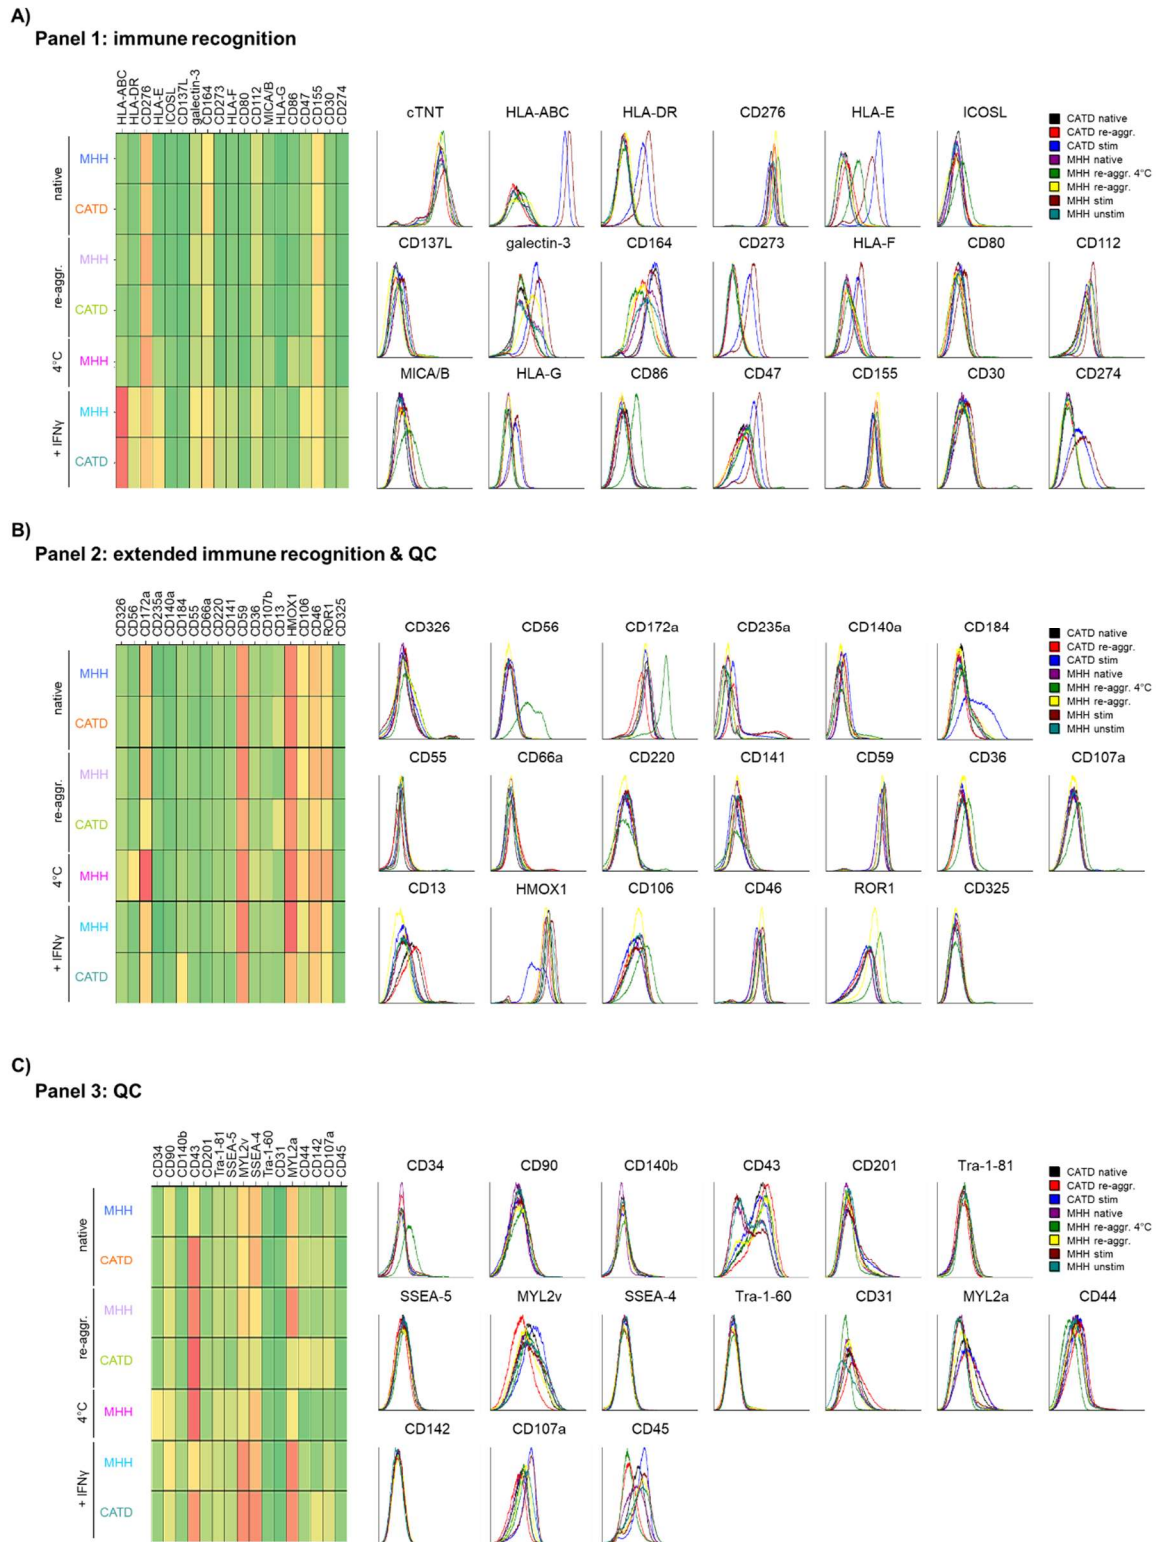 A)
Panel 1: immune recognition
HLA-ABC
HLA-DR
CD276
HLA-E
ICOSL
CD137L
galectin-3
CD164
CD273
HLA-F
CD80
CD112
MICA/B
HLA-G
CD86
CD47
CD155
CD30
CD274
native
MHH
CATD
re-aggr.
MHH
CATD
4°C
MHH
+ IFNγ
MHH
CATD
cTNT HLA-ABC HLA-DR CD276 HLA-E ICOSL
CD137L galectin-3 CD164 CD273 HLA-F CD80 CD112
MICA/B HLA-G CD86 CD47 CD155 CD30 CD274
CATD native
CATD re-aggr.
CATD stim
MHH native
MHH re-aggr. 4°C
MHH re-aggr.
MHH stim
MHH unstim
B)
Panel 2: extended immune recognition & QC
CD326
CD56
CD172a
CD235a
CD140a
CD184
CD55
CD66a
CD220
CD141
CD59
CD36
CD107b
CD13
HMOX1
CD106
CD46
ROR1
CD325
native
MHH
CATD
re-aggr.
MHH
CATD
4°C
MHH
+ IFNγ
MHH
CATD
CD326 CD56 CD172a CD235a CD140a CD184
CD55 CD66a CD220 CD141 CD59 CD36 CD107a
CD13 HMOX1 CD106 CD46 ROR1 CD325
CATD native
CATD re-aggr.
CATD stim
MHH native
MHH re-aggr. 4°C
MHH re-aggr.
MHH stim
MHH unstim
C)
Panel 3: QC
CD34
CD90
CD140b
CD43
CD201
Tra-1-81
SSEA-5
MYL2v
SSEA-4
Tra-1-60
CD31
MYL2a
CD44
CD142
CD107a
CD45
native
MHH
CATD
re-aggr.
MHH
CATD
4°C
MHH
+ IFNγ
MHH
CATD
CD34 CD90 CD140b CD43 CD201 Tra-1-81
SSEA-5 MYL2v SSEA-4 Tra-1-60 CD31 MYL2a CD44
CD142 CD107a CD45
CATD native
CATD re-aggr.
CATD stim
MHH native
MHH re-aggr. 4°C
MHH re-aggr.
MHH stim
MHH unstim